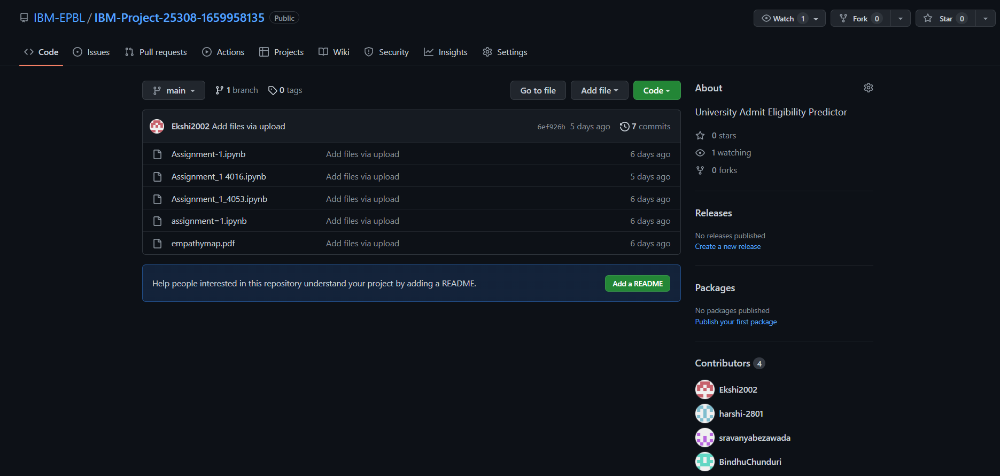 IBM-EPBL / IBM-Project-25308-1659958135 Public
Watch 1 Fork 0 Star 0
Code Issues Pull requests Actions Projects Wiki Security Insights Settings
main 1 branch 0 tags Go to file Add file Code
Ekshi2002 Add files via upload 6ef926b 5 days ago 7 commits
Assignment-1.ipynb Add files via upload 6 days ago
Assignment_1 4016.ipynb Add files via upload 5 days ago
Assignment_1_4053.ipynb Add files via upload 6 days ago
assignment=1.ipynb Add files via upload 6 days ago
empathymap.pdf Add files via upload 6 days ago
Help people interested in this repository understand your project by adding a README. Add a README
About
University Admit Eligibility Predictor
0 stars
1 watching
0 forks
Releases
No releases published
Create a new release
Packages
No packages published
Publish your first package
Contributors 4
Ekshi2002
harshi-2801
sravanyabezawada
BindhuChunduri